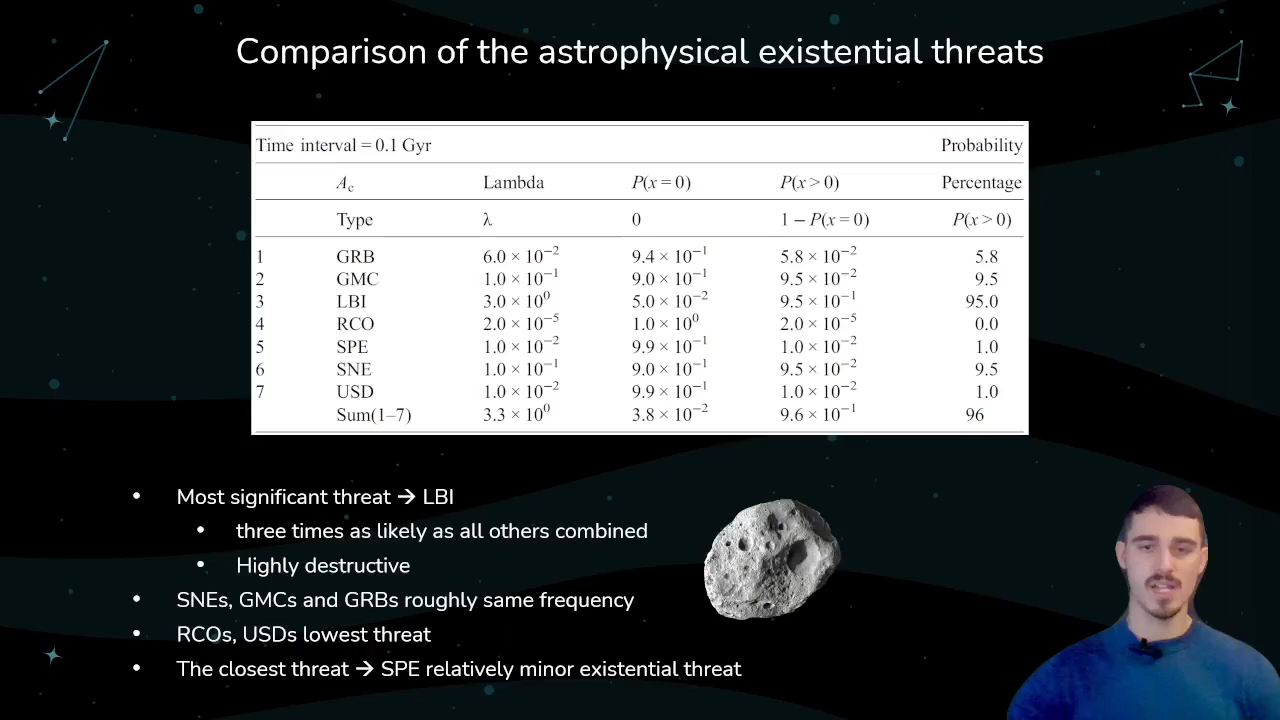 Comparison of the astrophysical existential threats
Time interval = 0.1 Gyr Probability
Ac Lambda P(x = 0) P(x > 0) Percentage
Type λ 0 1 − P(x = 0) P(x > 0)
1 GRB 6.0 × 10⁻² 9.4 × 10⁻¹ 5.8 × 10⁻² 5.8
2 GMC 1.0 × 10⁻¹ 9.0 × 10⁻¹ 9.5 × 10⁻² 9.5
3 LBI 3.0 × 10⁰ 5.0 × 10⁻² 9.5 × 10⁻¹ 95.0
4 RCO 2.0 × 10⁻⁵ 1.0 × 10⁰ 2.0 × 10⁻⁵ 0.0
5 SPE 1.0 × 10⁻² 9.9 × 10⁻¹ 1.0 × 10⁻² 1.0
6 SNE 1.0 × 10⁻¹ 9.0 × 10⁻¹ 9.5 × 10⁻² 9.5
7 USD 1.0 × 10⁻² 9.9 × 10⁻¹ 1.0 × 10⁻² 1.0
Sum(1–7) 3.3 × 10⁰ 3.8 × 10⁻² 9.6 × 10⁻¹ 96
• Most significant threat → LBI
• three times as likely as all others combined
• Highly destructive
• SNEs, GMCs and GRBs roughly same frequency
• RCOs, USDs lowest threat
• The closest threat → SPE relatively minor existential threat